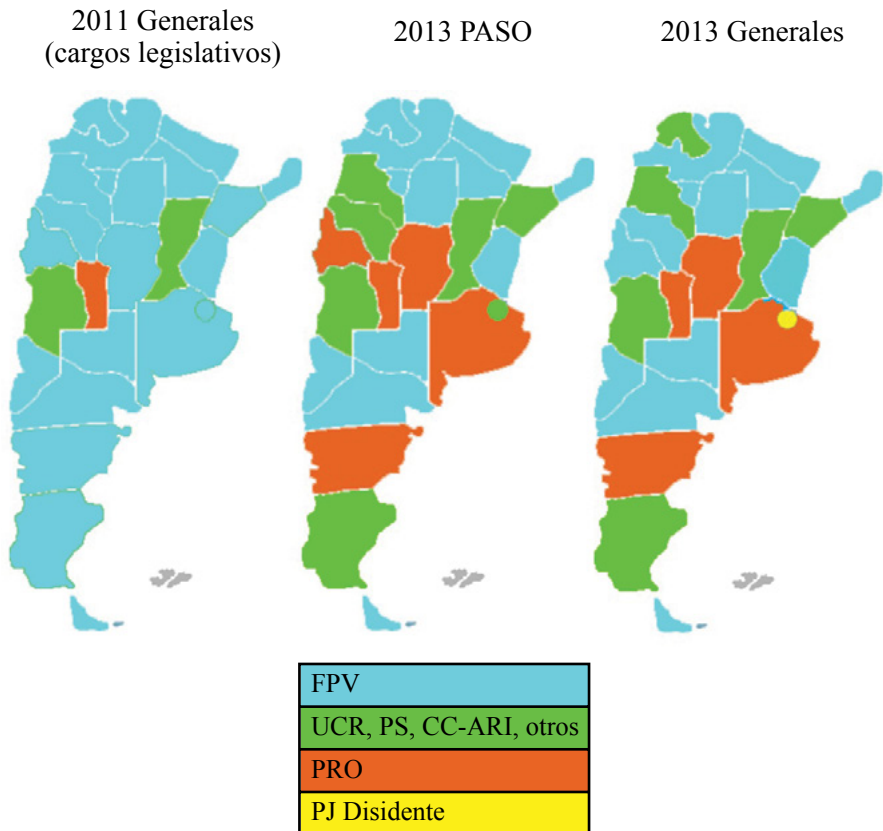 2011 Generales
(cargos legislativos)
2013 PASO
2013 Generales
FPV
UCR, PS, CC-ARI, otros
PRO
PJ Disidente